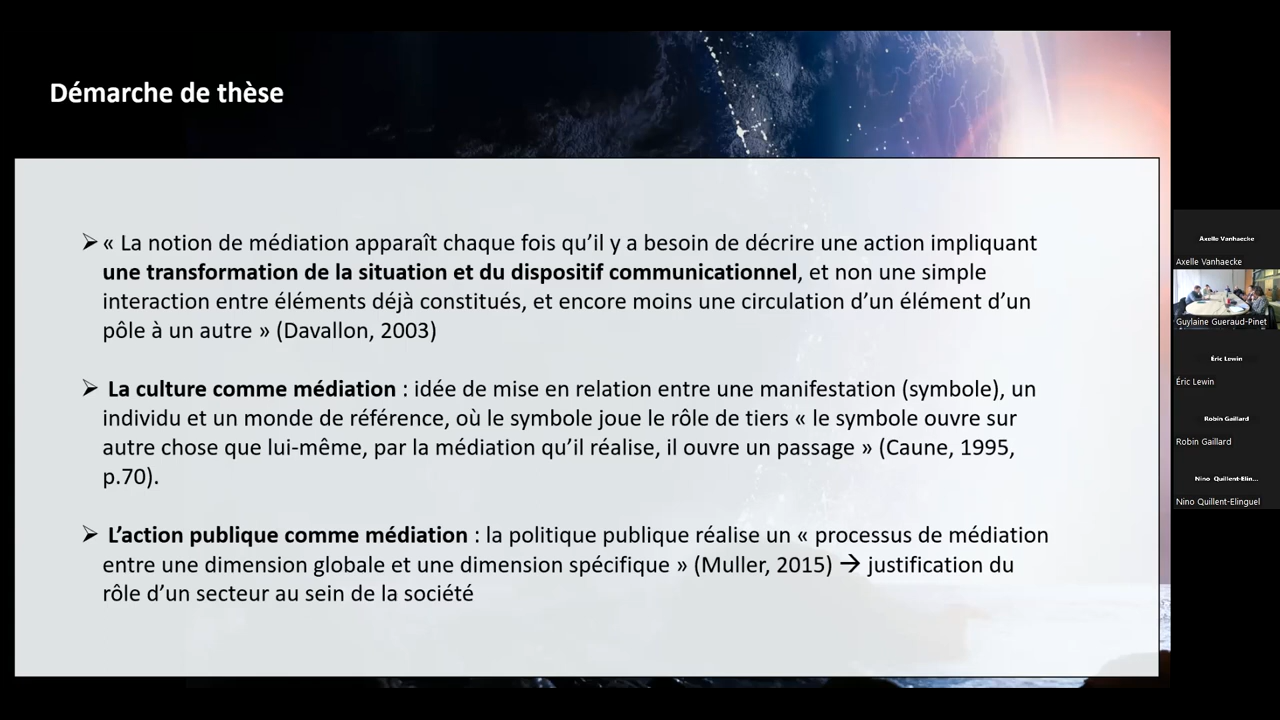 Démarche de thèse
➢ « La notion de médiation apparaît chaque fois qu’il y a besoin de décrire une action impliquant
une transformation de la situation et du dispositif communicationnel, et non une simple
interaction entre éléments déjà constitués, et encore moins une circulation d’un élément d’un
pôle à un autre » (Davallon, 2003)
➢ La culture comme médiation : idée de mise en relation entre une manifestation (symbole), un
individu et un monde de référence, où le symbole joue le rôle de tiers « le symbole ouvre sur
autre chose que lui-même, par la médiation qu’il réalise, il ouvre un passage » (Caune, 1995,
p.70).
➢ L’action publique comme médiation : la politique publique réalise un « processus de médiation
entre une dimension globale et une dimension spécifique » (Muller, 2015) → justification du
rôle d’un secteur au sein de la société
Axelle Vanhaecke
Axelle Vanhaecke
Guylaine Gueraud-Pinet
Éric Lewin
Éric Lewin
Robin Gaillard
Robin Gaillard
Nino Quillent-Elin...
Nino Quillent-Elinguel